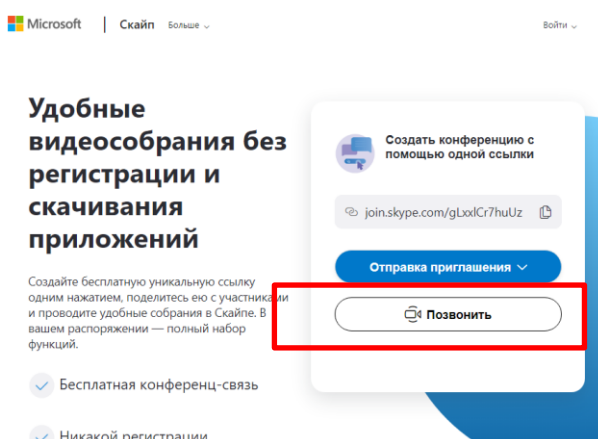 Microsoft Скайп Больше Войти
Удобные
видеособрания без
регистрации и
скачивания
приложений
Создайте бесплатную уникальную ссылку
одним нажатием, поделитесь ею с участниками
и проводите удобные собрания в Скайпе. В
вашем распоряжении — полный набор
функций.
Бесплатная конференц-связь
Никакой регистрации
Создать конференцию с
помощью одной ссылки
join.skype.com/gLxxlCr7huUz
Отправка приглашения
Позвонить